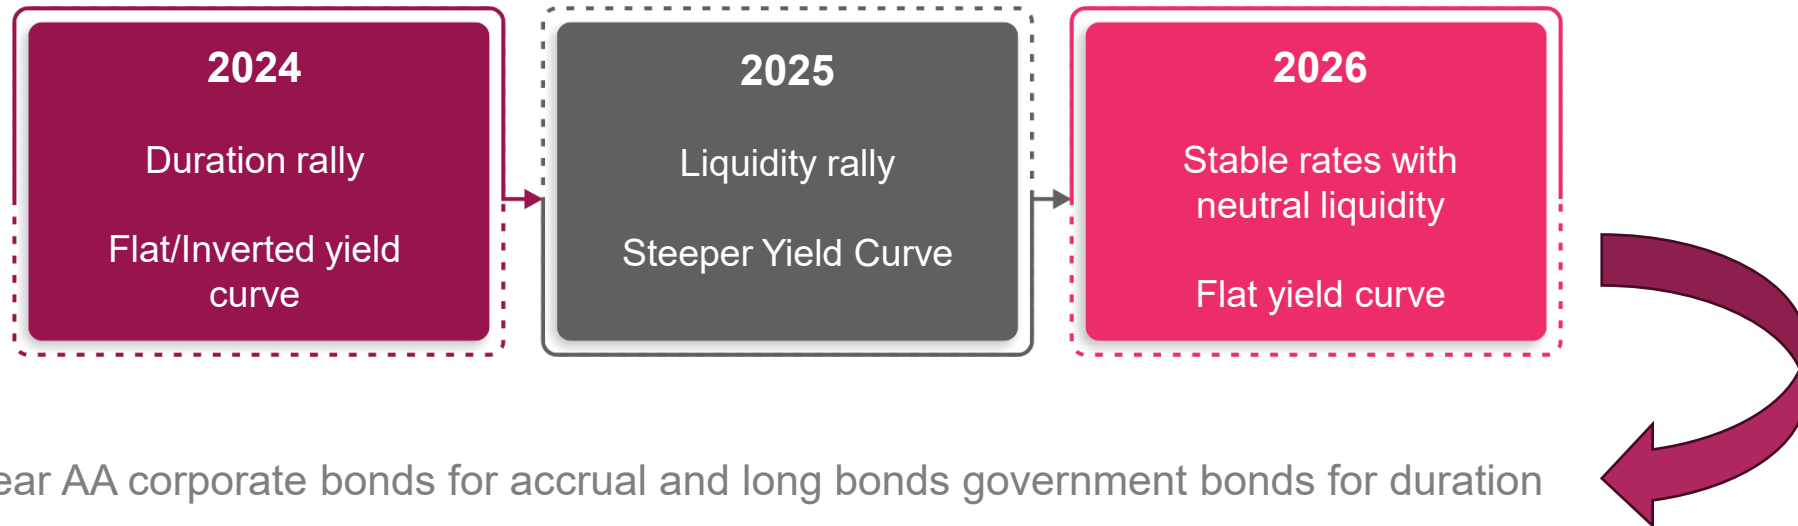 2024
Duration rally
Flat/Inverted yield
curve
2025
Liquidity rally
Steeper Yield Curve
2026
Stable rates with
neutral liquidity
Flat yield curve
AA corporate bonds for accrual and long bonds government bonds for duration